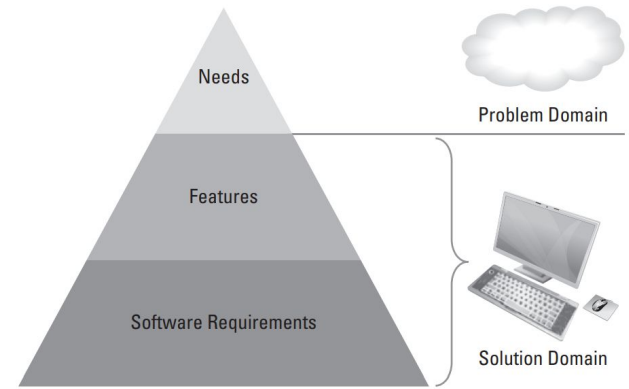 Needs
Problem Domain
Features
Software Requirements
Solution Domain